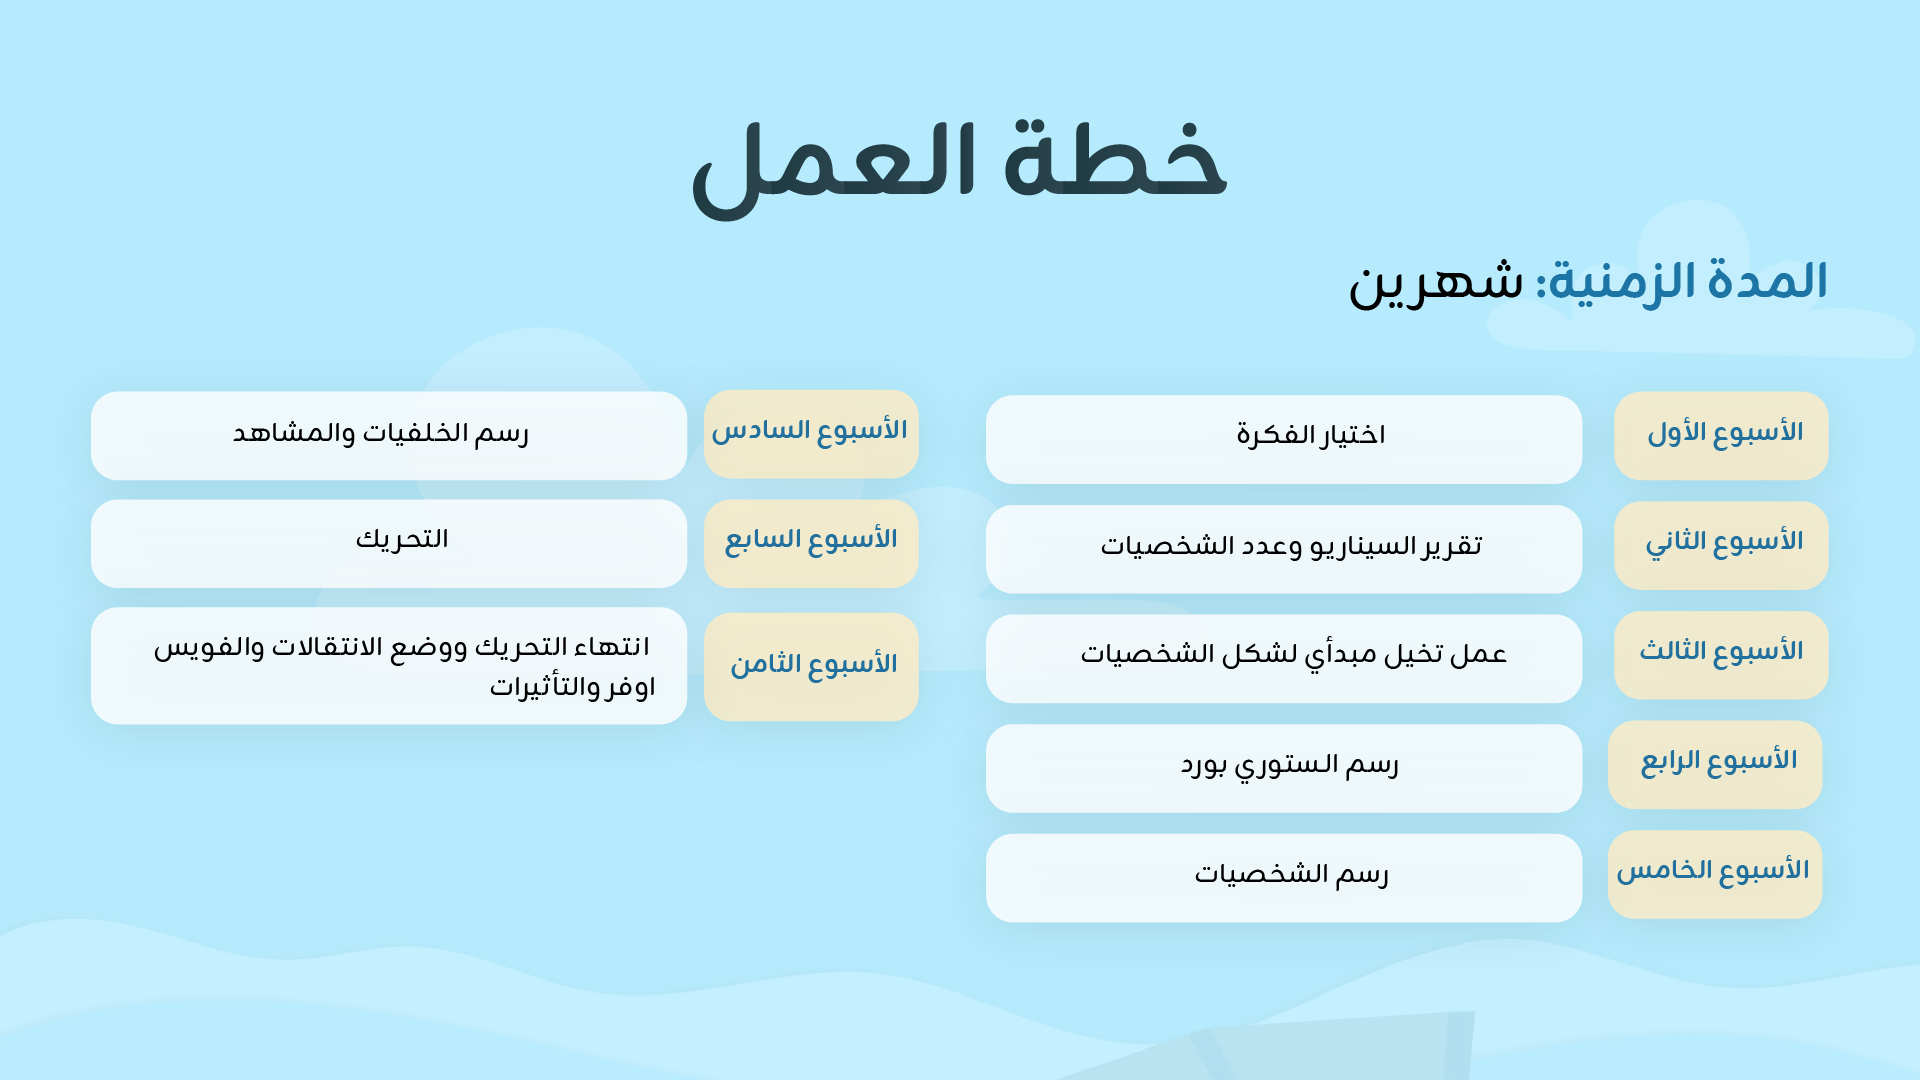 خطة العمل
المدة الزمنية: شهرين
الأسبوع الأول
اختيار الفكرة
الأسبوع الثاني
تقرير السيناريو وعدد الشخصيات
الأسبوع الثالث
عمل تخيل مبدأي لشكل الشخصيات
الأسبوع الرابع
رسم الستوري بورد
الأسبوع الخامس
رسم الشخصيات
الأسبوع السادس
رسم الخلفيات والمشاهد
الأسبوع السابع
التحريك
الأسبوع الثامن
انتهاء التحريك ووضع الانتقالات والفويس
اوفر والتأثيرات